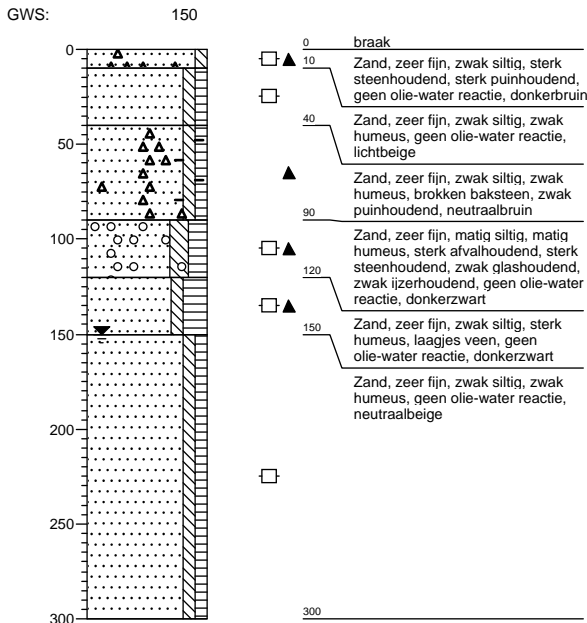 GWS: 150
0
50
100
150
200
250
300
0 braak
10 Zand, zeer fijn, zwak siltig, sterk
steenhoudend, sterk puinhoudend,
geen olie-water reactie, donkerbruin
40 Zand, zeer fijn, zwak siltig, zwak
humeus, geen olie-water reactie,
lichtbeige
Zand, zeer fijn, zwak siltig, zwak
humeus, brokken baksteen, zwak
puinhoudend, neutraalbruin
90
Zand, zeer fijn, matig siltig, matig
humeus, sterk afvalhoudend, sterk
steenhoudend, zwak glashoudend,
120 zwak ijzerhoudend, geen olie-water
reactie, donkerzwart
150 Zand, zeer fijn, zwak siltig, sterk
humeus, laagjes veen, geen
olie-water reactie, donkerzwart
Zand, zeer fijn, zwak siltig, zwak
humeus, geen olie-water reactie,
neutraalbeige
300